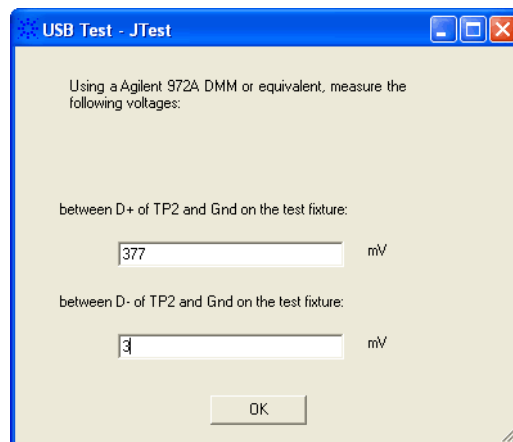 USB Test - JTest
Using a Agilent 972A DMM or equivalent, measure the
following voltages:
between D+ of TP2 and Gnd on the test fixture:
377 mV
between D- of TP2 and Gnd on the test fixture:
3 mV
OK